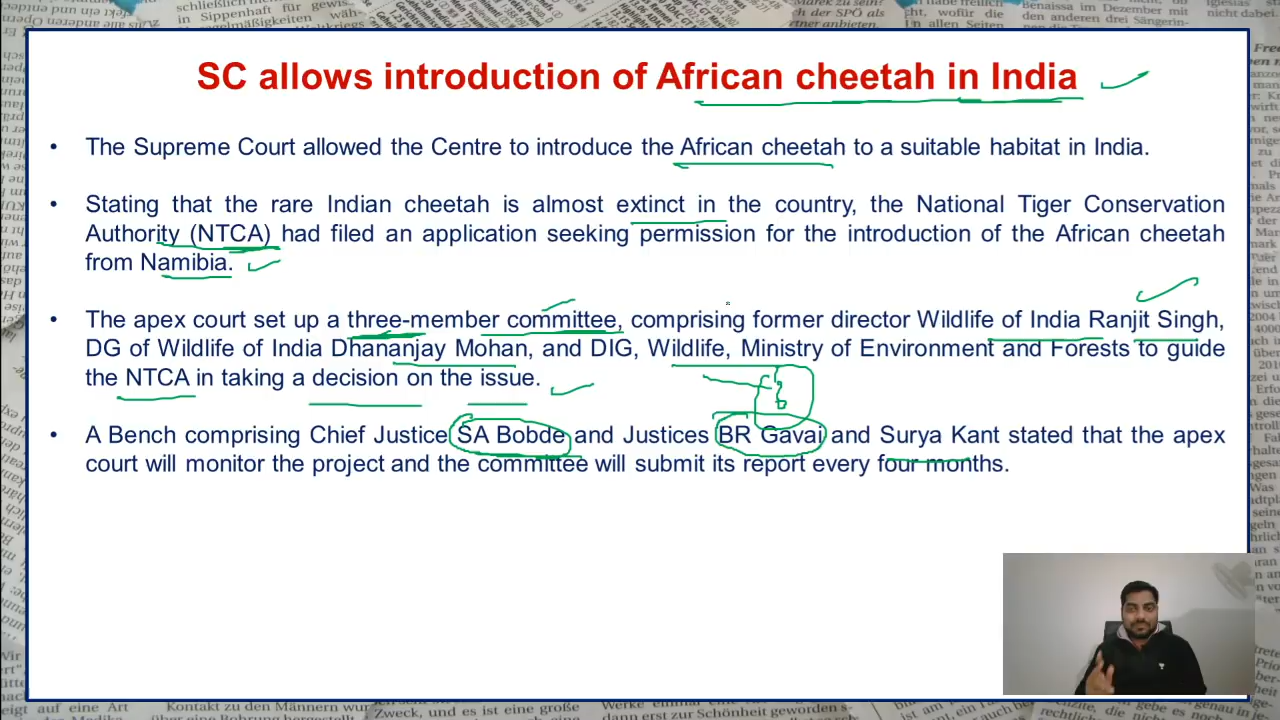 SC allows introduction of African cheetah in India
• The Supreme Court allowed the Centre to introduce the African cheetah to a suitable habitat in India.
• Stating that the rare Indian cheetah is almost extinct in the country, the National Tiger Conservation
Authority (NTCA) had filed an application seeking permission for the introduction of the African cheetah
from Namibia.
• The apex court set up a three-member committee, comprising former director Wildlife of India Ranjit Singh,
DG of Wildlife of India Dhananjay Mohan, and DIG, Wildlife, Ministry of Environment and Forests to guide
the NTCA in taking a decision on the issue.
• A Bench comprising Chief Justice SA Bobde and Justices BR Gavai and Surya Kant stated that the apex
court will monitor the project and the committee will submit its report every four months.